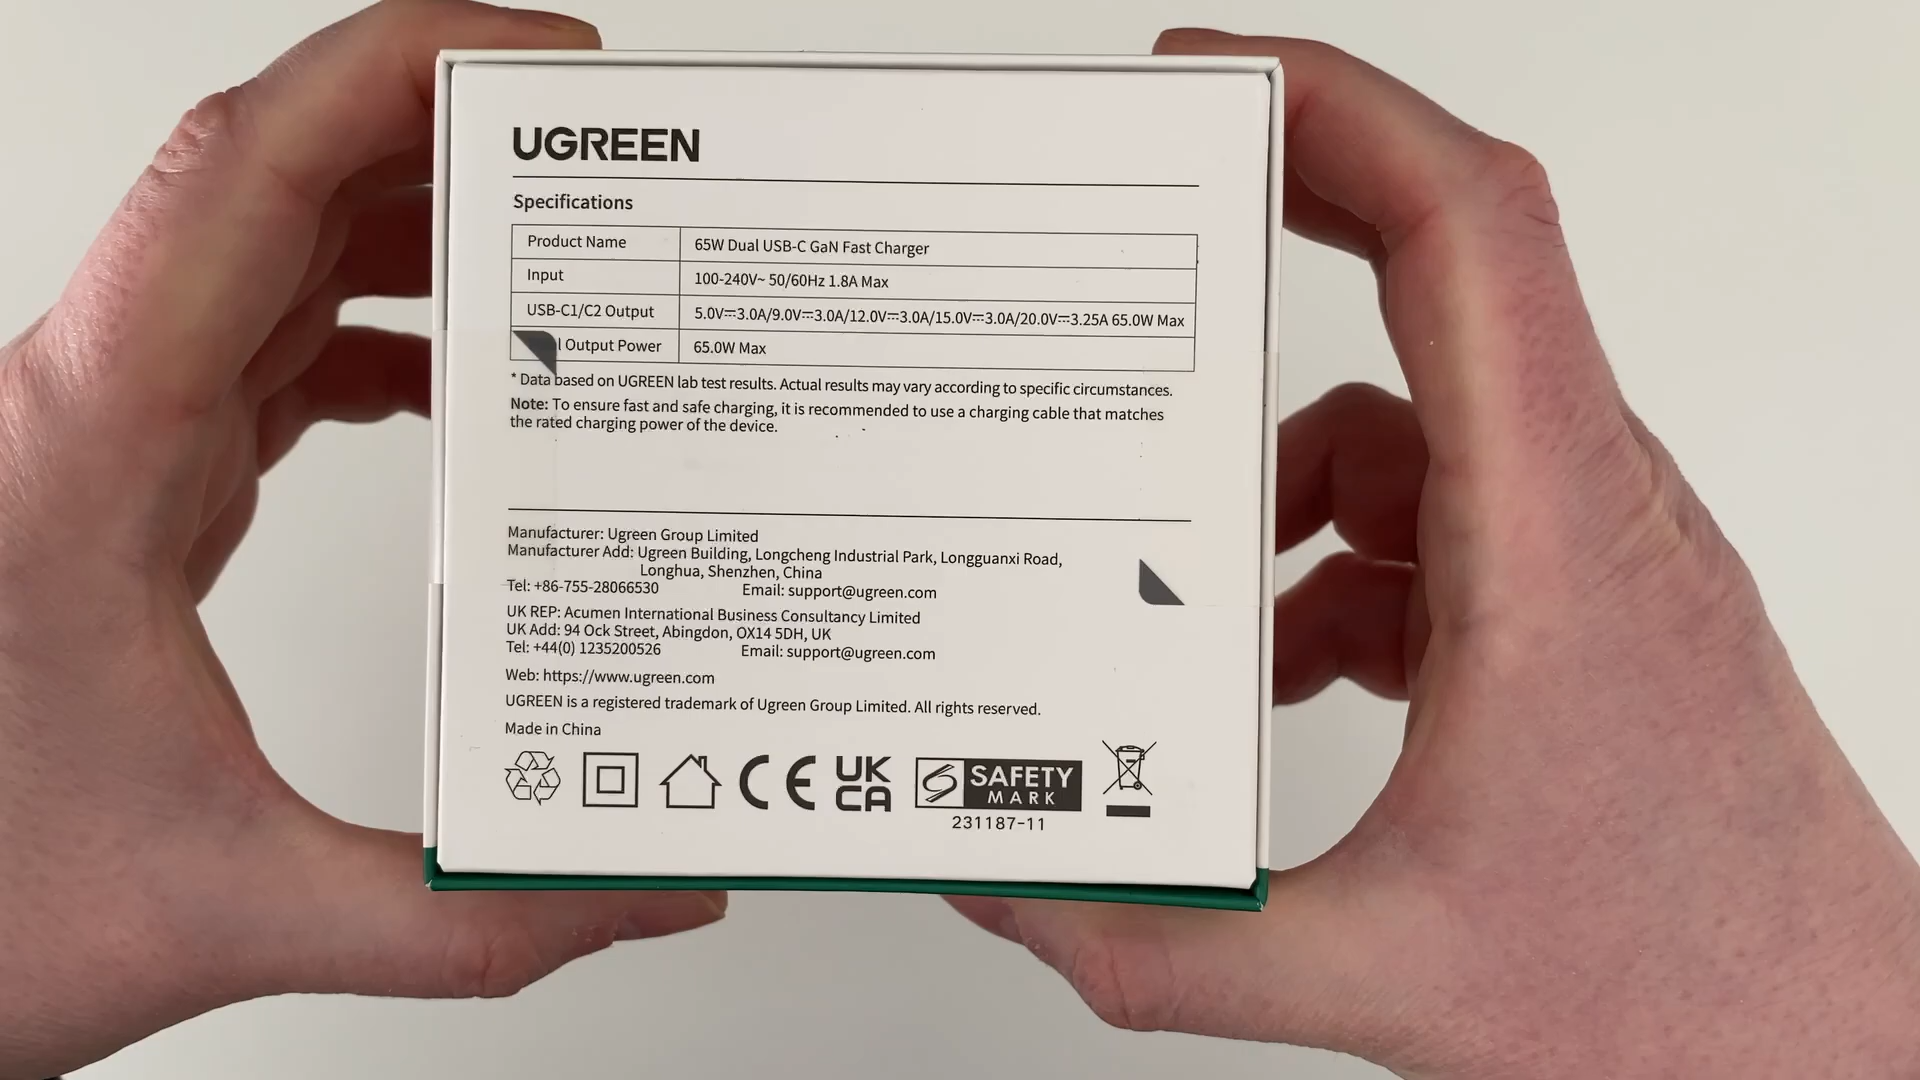 UGREEN
Specifications
Product Name 65W Dual USB-C GaN Fast Charger
Input 100-240V~ 50/60Hz 1.8A Max
USB-C1/C2 Output 5.0V⎓3.0A/9.0V⎓3.0A/12.0V⎓3.0A/15.0V⎓3.0A/20.0V⎓3.25A 65.0W Max
Output Power 65.0W Max
* Data based on UGREEN lab test results. Actual results may vary according to specific circumstances.
Note: To ensure fast and safe charging, it is recommended to use a charging cable that matches
the rated charging power of the device.
Manufacturer: Ugreen Group Limited
Manufacturer Add: Ugreen Building, Longcheng Industrial Park, Longguanxi Road,
Longhua, Shenzhen, China
Tel: +86-755-28066530 Email: support@ugreen.com
UK REP: Acumen International Business Consultancy Limited
UK Add: 94 Ock Street, Abingdon, OX14 5DH, UK
Tel: +44(0) 1235200526 Email: support@ugreen.com
Web: https://www.ugreen.com
UGREEN is a registered trademark of Ugreen Group Limited. All rights reserved.
Made in China
CE UK
CA
SAFETY
MARK
231187-11